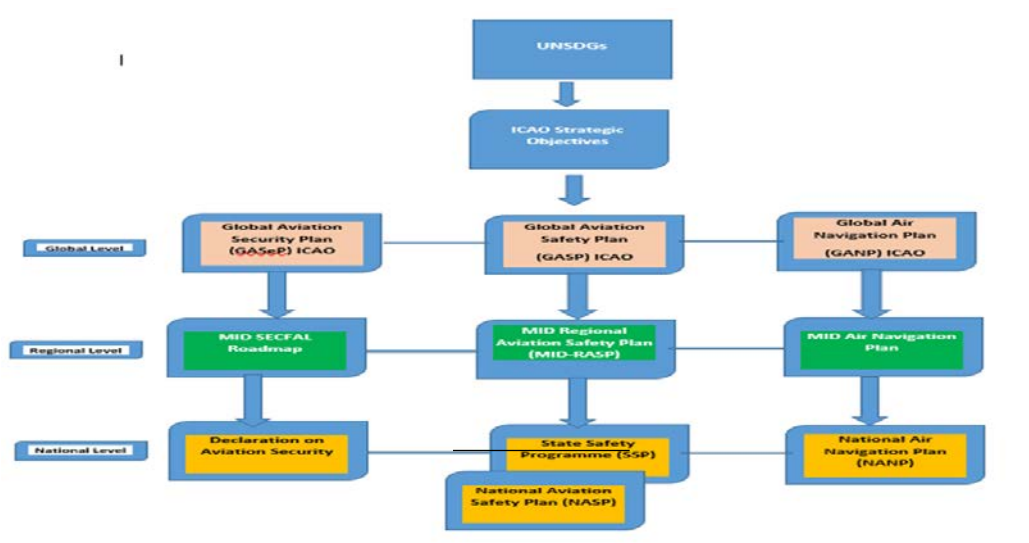 UNSDGs
ICAO Strategic
Objectives
Global Level
Global Aviation
Security Plan
(GASeP) ICAO
Global Aviation
Safety Plan
(GASP) ICAO
Global Air
Navigation Plan
(GANP) ICAO
Regional Level
MID SECFAL
Roadmap
MID Regional
Aviation Safety Plan
(MID-RASP)
MID Air Navigation
Plan
National Level
Declaration on
Aviation Security
State Safety
Programme (SSP)
National Air
Navigation Plan
(NANP)
National Aviation
Safety Plan (NASP)